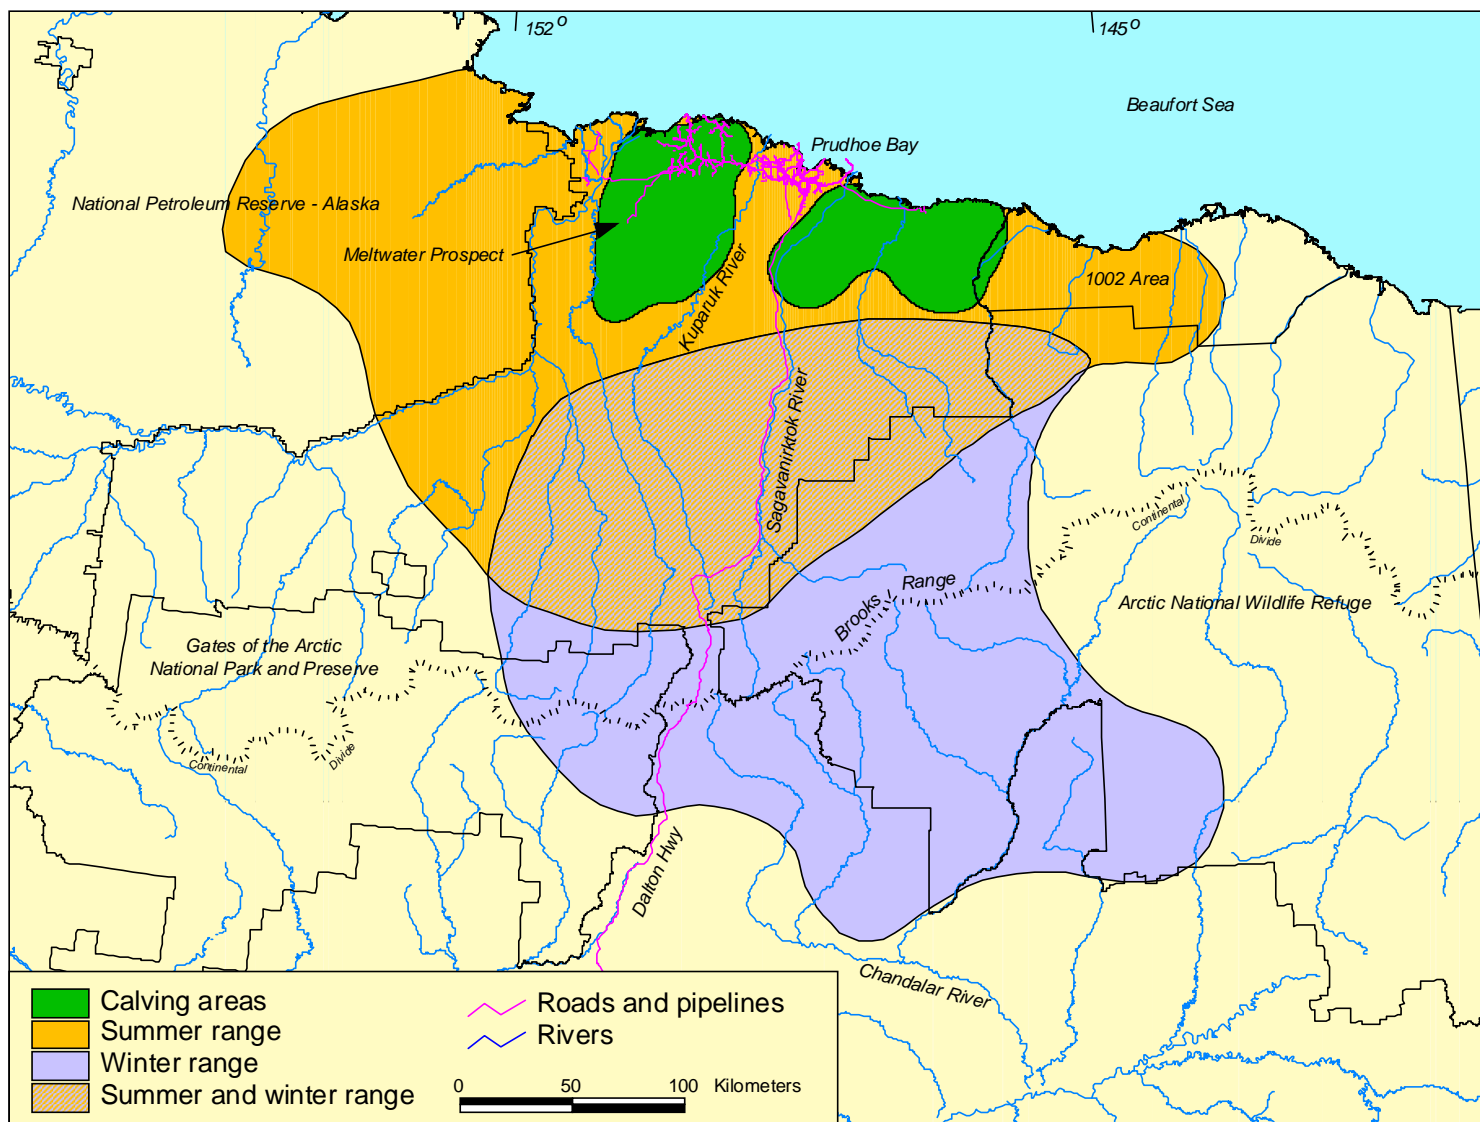 152°
145°
Beaufort Sea
Prudhoe Bay
National Petroleum Reserve - Alaska
Meltwater Prospect
Kuparuk River
1002 Area
Sagavanirktok River
Continental
Divide
Brooks
Range
Arctic National Wildlife Refuge
Gates of the Arctic
National Park and Preserve
Continental
Divide
Dalton Hwy
Chandalar River
Calving areas
Summer range
Winter range
Summer and winter range
Roads and pipelines
Rivers
0 50 100 Kilometers